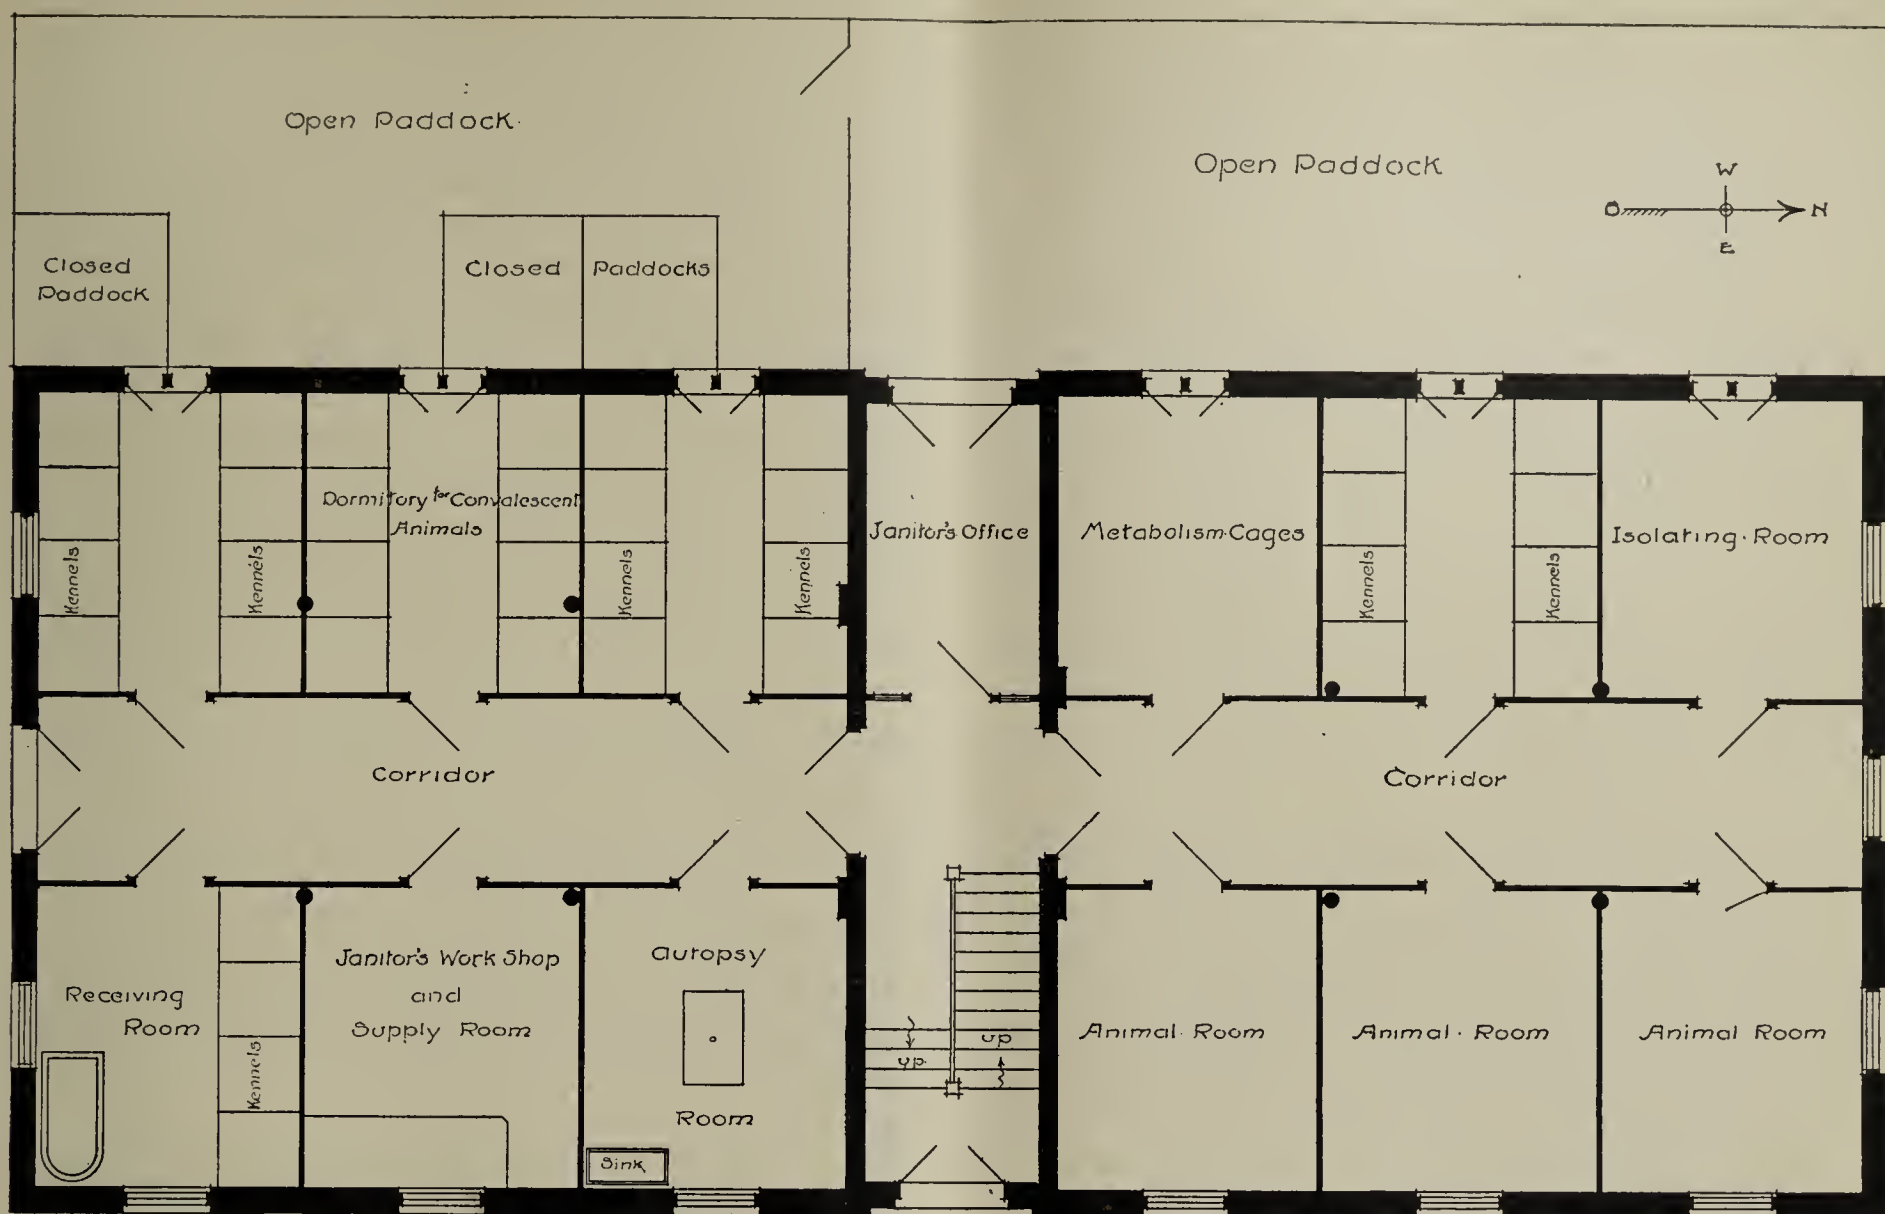 Open Paddock
Open Paddock
W
S N
E
Closed
Paddock
Closed Paddocks
Dormitory for Convalescent
Animals
Kennels
Kennels
Kennels
Kennels
Janitor's Office
Metabolism Cages
Kennels
Kennels
Isolating Room
Corridor
Corridor
Receiving
Room
Kennels
Janitor's Work Shop
and
Supply Room
Autopsy
Room
Sink
up
up
Animal Room
Animal Room
Animal Room